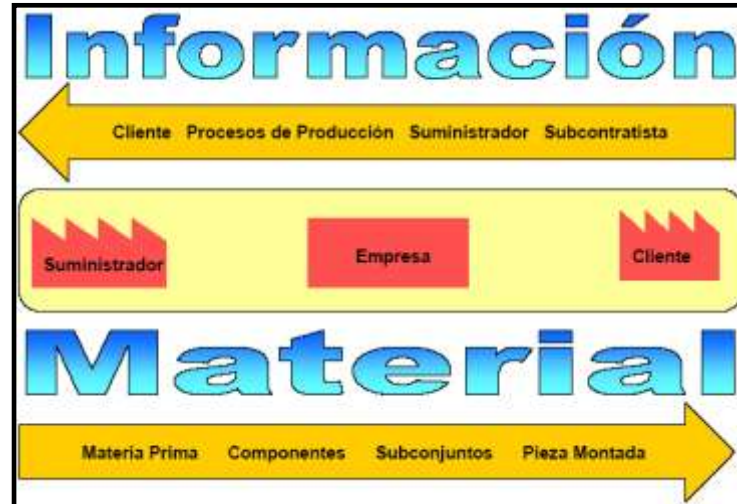 Información
Cliente Procesos de Producción Suministrador Subcontratista
Suministrador Empresa Cliente
Material
Materia Prima Componentes Subconjuntos Pieza Montada